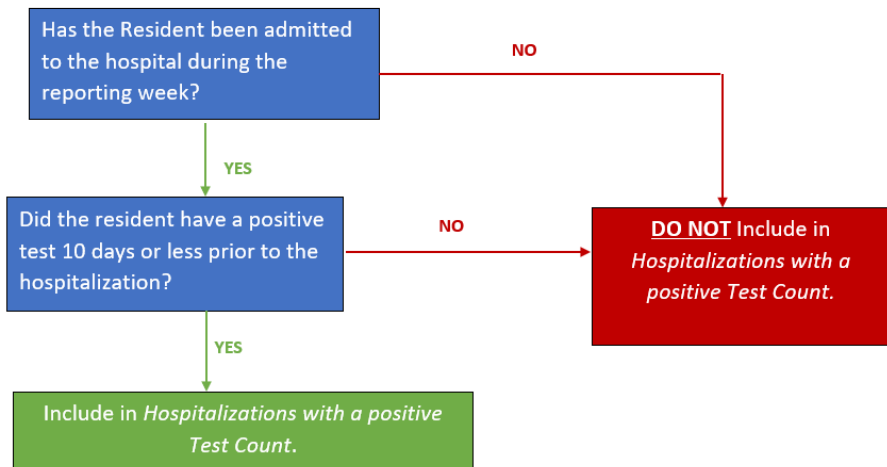 Has the Resident been admitted
to the hospital during the
reporting week?
NO
YES
Did the resident have a positive
test 10 days or less prior to the
hospitalization?
NO
DO NOT Include in
Hospitalizations with a
positive Test Count.
YES
Include in Hospitalizations with a positive
Test Count.